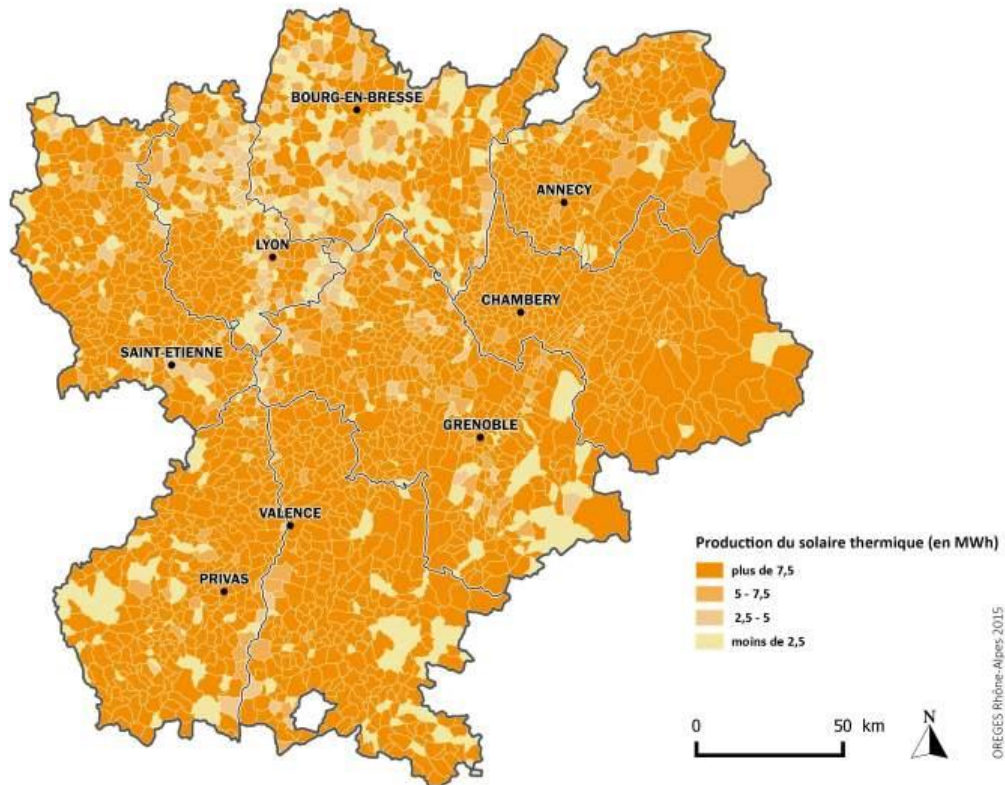 BOURG-EN-BRESSE
ANNECY
LYON
CHAMBERY
SAINT-ETIENNE
GRENOBLE
VALENCE
PRIVAS
Production du solaire thermique (en MWh)
plus de 7,5
5 - 7,5
2,5 - 5
moins de 2,5
0 50 km
N
OREGES Rhône-Alpes 2015